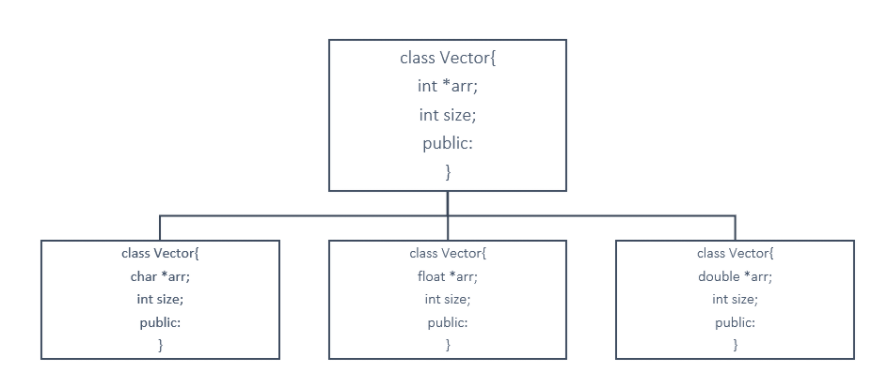 class Vector{
int *arr;
int size;
public:
}
class Vector{
char *arr;
int size;
public:
}
class Vector{
float *arr;
int size;
public:
}
class Vector{
double *arr;
int size;
public:
}